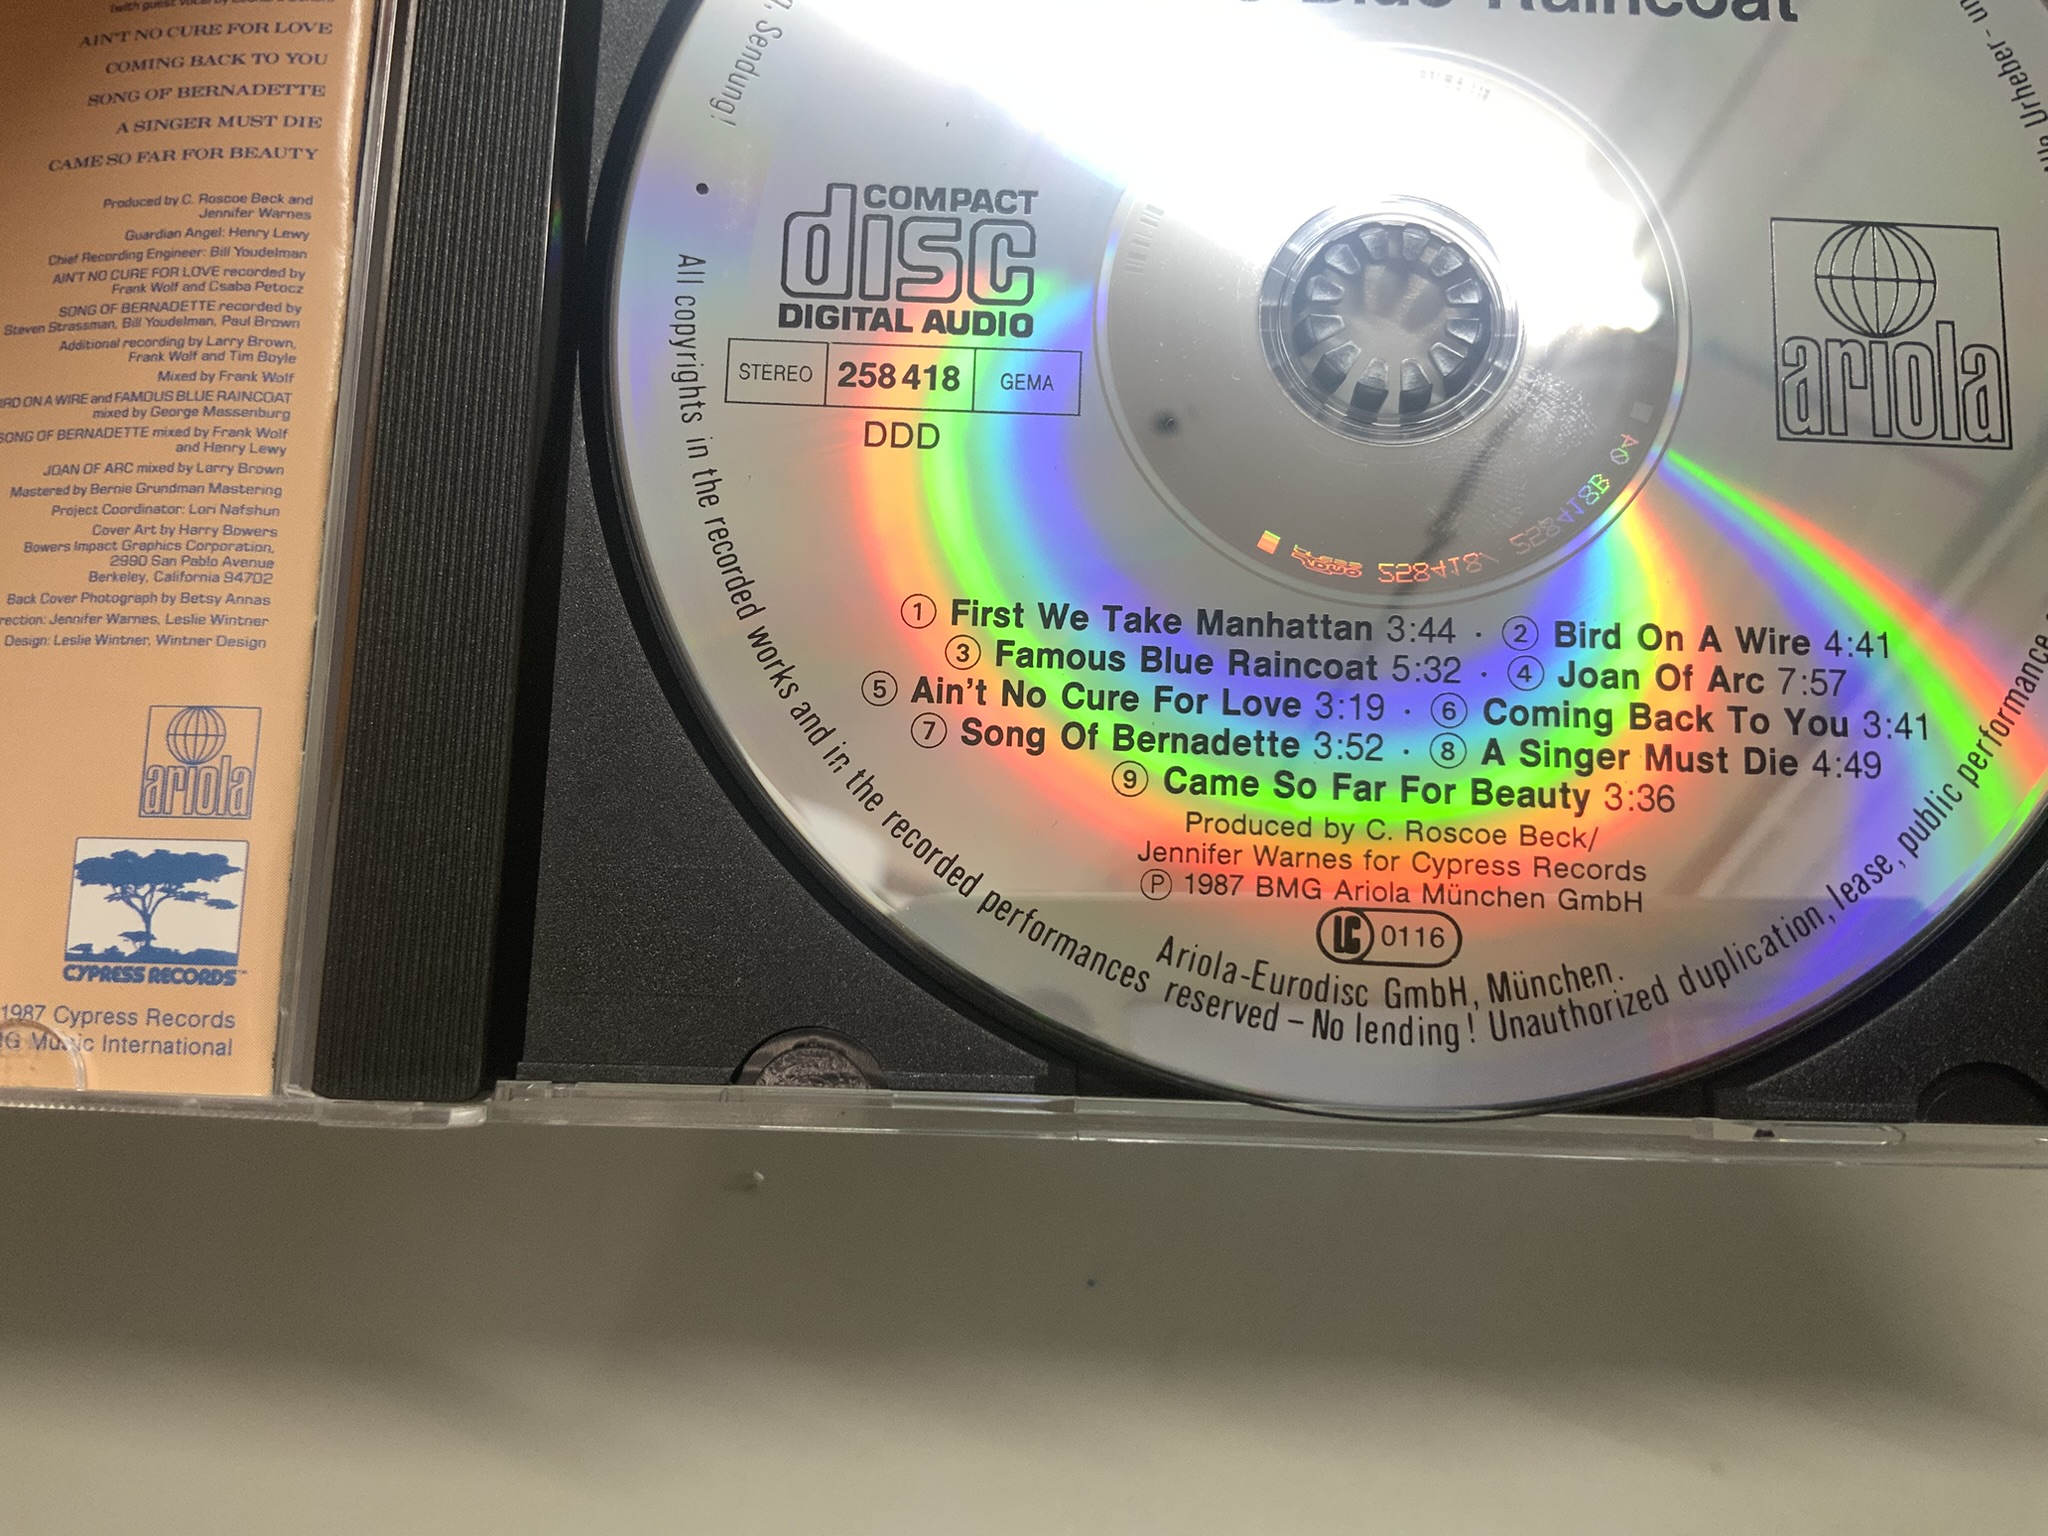 AIN'T NO CURE FOR LOVE
COMING BACK TO YOU
SONG OF BERNADETTE
A SINGER MUST DIE
CAME SO FAR FOR BEAUTY
Produced by C. Roscoe Beck and
Jennifer Warnes
Guardian Angel: Henry Lewy
Chief Recording Engineer: Bill Youdelman
AIN'T NO CURE FOR LOVE recorded by
Frank Wolf and Csaba Petocz
SONG OF BERNADETTE recorded by
Steven Strassman, Bill Youdelman, Paul Brown
Additional recording by Larry Brown,
Frank Wolf and Tim Boyle
Mixed by Frank Wolf
ON A WIRE and FAMOUS BLUE RAINCOAT
mixed by George Massenburg
SONG OF BERNADETTE mixed by Frank Wolf
and Henry Lewy
JOAN OF ARC mixed by Larry Brown
Mastered by Bernie Grundman Mastering
Project Coordinator: Lori Nafshun
Cover Art by Harry Bowers
Bowers Impact Graphics Corporation,
2990 San Pablo Avenue
Berkeley, California 94702
Back Cover Photograph by Betsy Annas
Jennifer Warnes, Leslie Wintner
Design: Leslie Wintner, Wintner Design
ariola
CYPRESS RECORDS™
1987 Cypress Records
Music International
Blue Raincoat
COMPACT
disc
DIGITAL AUDIO
STEREO 258 418 GEMA
DDD
ariola
① First We Take Manhattan 3:44 · ② Bird On A Wire 4:41
③ Famous Blue Raincoat 5:32 · ④ Joan Of Arc 7:57
⑤ Ain't No Cure For Love 3:19 · ⑥ Coming Back To You 3:41
⑦ Song Of Bernadette 3:52 · ⑧ A Singer Must Die 4:49
⑨ Came So Far For Beauty 3:36
Produced by C. Roscoe Beck/
Jennifer Warnes for Cypress Records
Ⓟ 1987 BMG Ariola München GmbH
LC 0116
Ariola-Eurodisc GmbH, München.
Sendung! • All copyrights in the recorded works and in the recorded performances reserved – No lending! Unauthorized duplication, lease, public performance
Urheber-